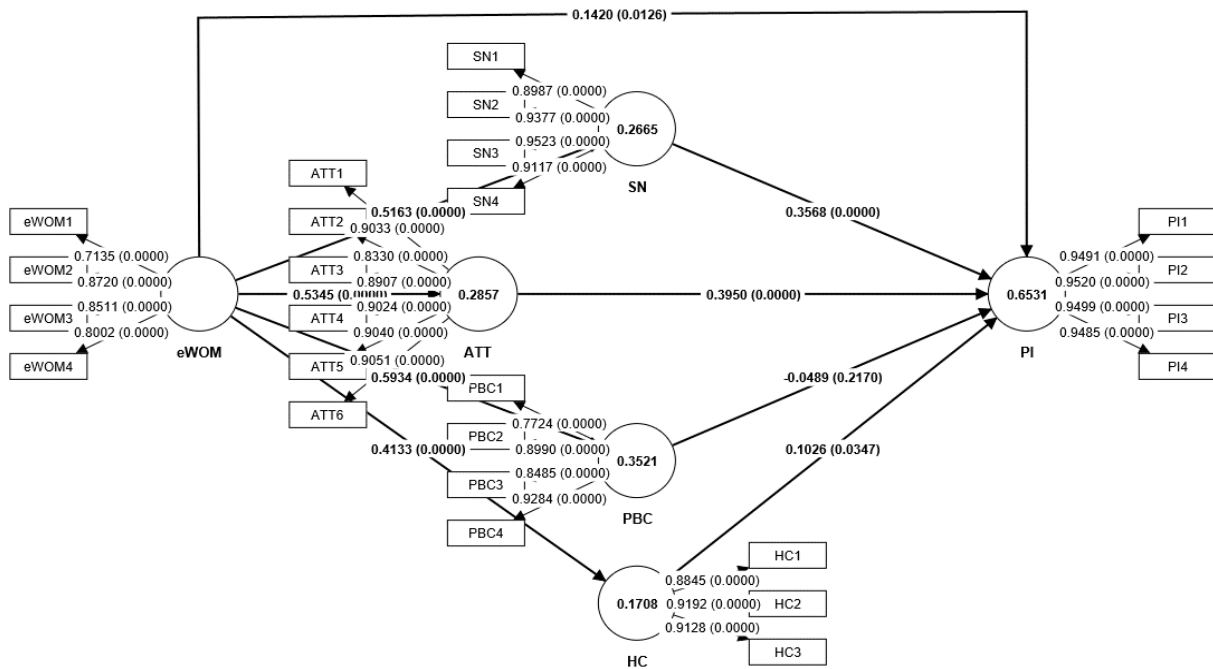 0.1420 (0.0126)
SN1
0.8987 (0.0000)
SN2
0.9377 (0.0000)
0.2665
SN3
0.9523 (0.0000)
0.9117 (0.0000)
SN4
SN
ATT1
0.5163 (0.0000)
0.3568 (0.0000)
eWOM1
ATT2
0.9033 (0.0000)
PI1
0.7135 (0.0000)
0.8330 (0.0000)
0.9491 (0.0000)
eWOM2
ATT3
PI2
0.8720 (0.0000)
0.8907 (0.0000)
0.9520 (0.0000)
0.5345
0.2857
0.3950 (0.0000)
0.6531
0.8511 (0.0000)
0.9024 (0.0000)
0.9499 (0.0000)
eWOM3
ATT4
PI3
0.8002 (0.0000)
0.9040 (0.0000)
0.9485 (0.0000)
eWOM
ATT
PI
eWOM4
ATT5
0.9051 (0.0000)
PI4
0.5934 (0.0000)
-0.0489 (0.2170)
PBC1
ATT6
0.7724 (0.0000)
PBC2
0.4133 (0.0000)
0.8990 (0.0000)
0.3521
0.1026 (0.0347)
0.8485 (0.0000)
PBC3
0.9284 (0.0000)
PBC4
PBC
HC1
0.8845 (0.0000)
0.1708
0.9192 (0.0000)
HC2
0.9128 (0.0000)
HC3
HC